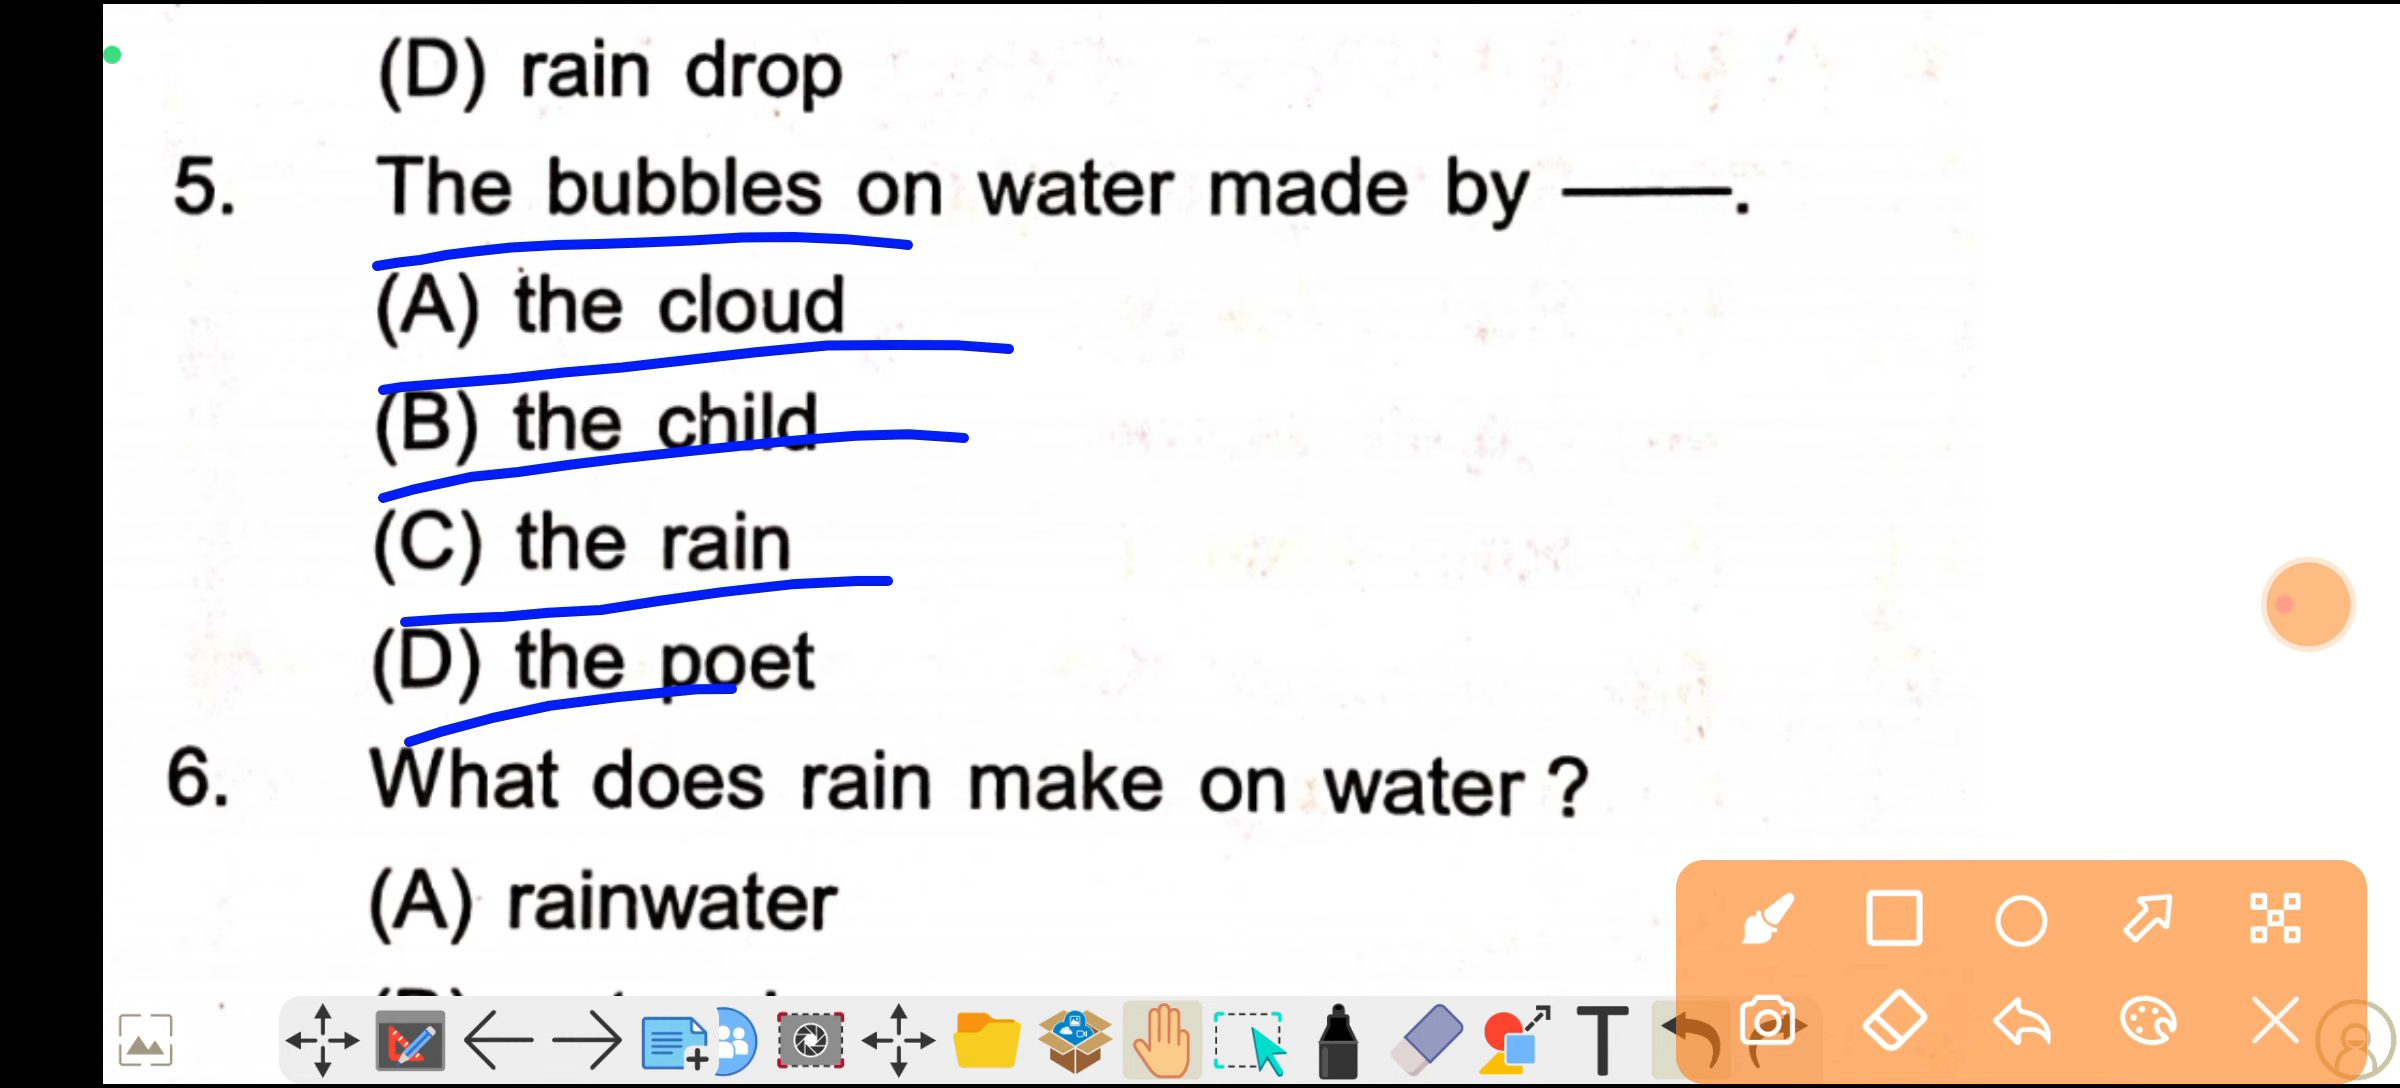 (D) rain drop
5. The bubbles on water made by ——.
(A) the cloud
(B) the child
(C) the rain
(D) the poet
6. What does rain make on water ?
(A) rainwater
T